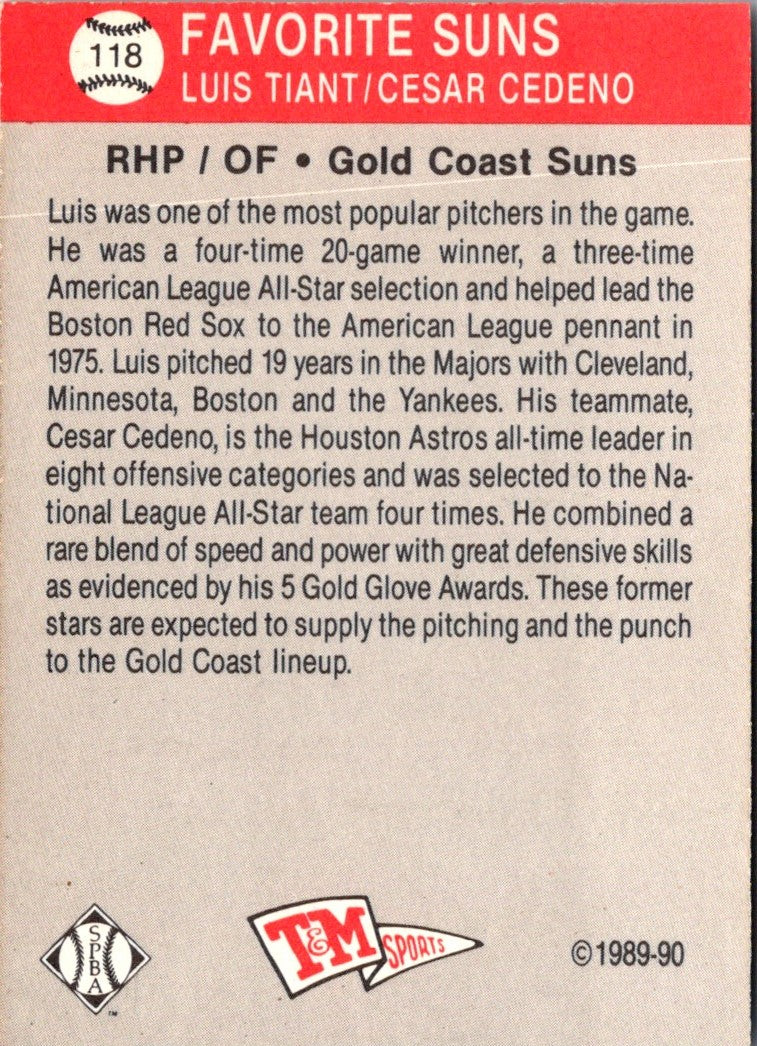 118
FAVORITE SUNS
LUIS TIANT/CESAR CEDENO
RHP / OF • Gold Coast Suns
Luis was one of the most popular pitchers in the game.
He was a four-time 20-game winner, a three-time
American League All-Star selection and helped lead the
Boston Red Sox to the American League pennant in
1975. Luis pitched 19 years in the Majors with Cleveland,
Minnesota, Boston and the Yankees. His teammate,
Cesar Cedeno, is the Houston Astros all-time leader in
eight offensive categories and was selected to the Na-
tional League All-Star team four times. He combined a
rare blend of speed and power with great defensive skills
as evidenced by his 5 Gold Glove Awards. These former
stars are expected to supply the pitching and the punch
to the Gold Coast lineup.
SPBA
TM
T&M SPORTS
©1989-90